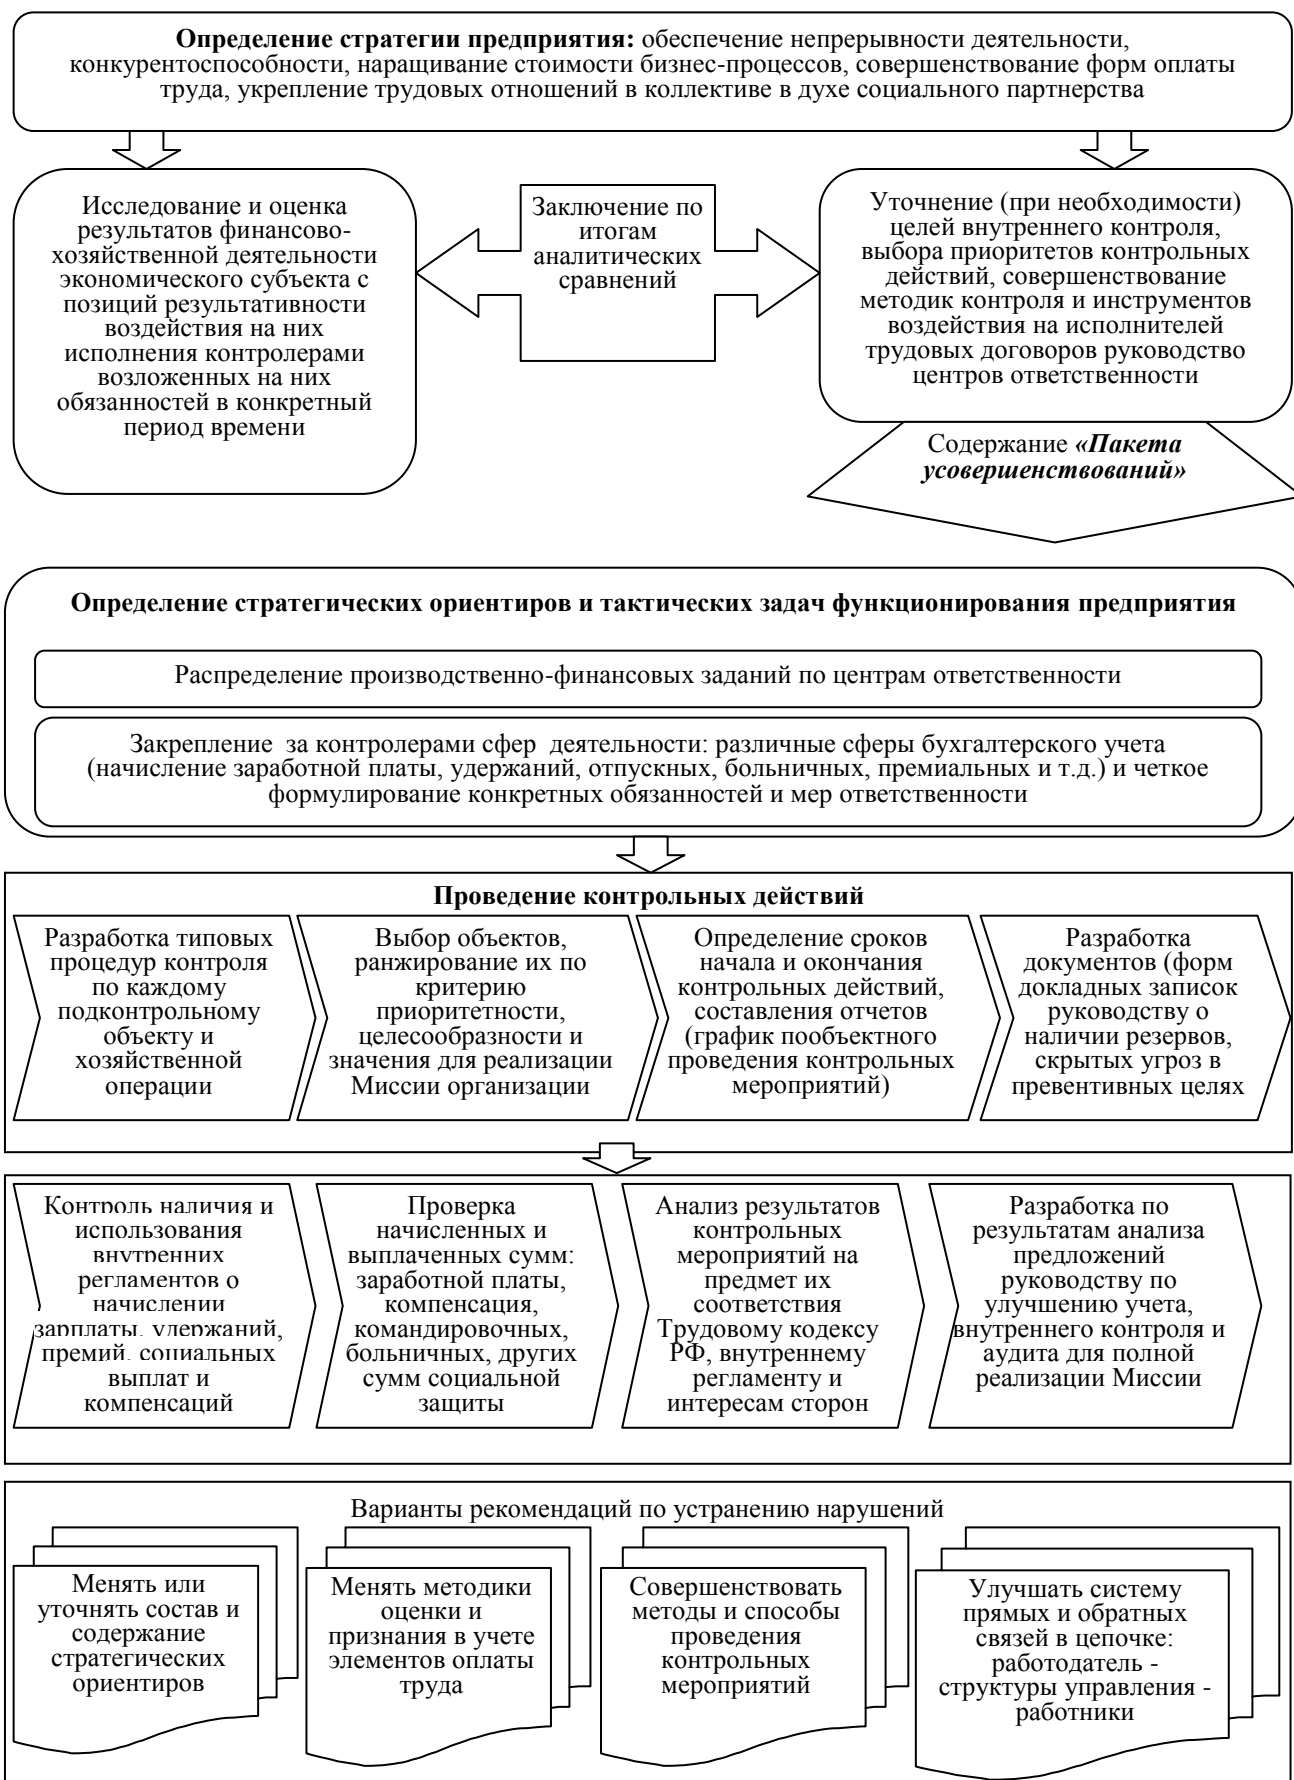 Определение стратегии предприятия: обеспечение непрерывности деятельности,
конкурентоспособности, наращивание стоимости бизнес-процессов, совершенствование форм оплаты
труда, укрепление трудовых отношений в коллективе в духе социального партнерства
Исследование и оценка
результатов финансово-
хозяйственной деятельности
экономического субъекта с
позиций результативности
воздействия на них
исполнения контролерами
возложенных на них
обязанностей в конкретный
период времени
Заключение по
итогам
аналитических
сравнений
Уточнение (при необходимости)
целей внутреннего контроля,
выбора приоритетов контрольных
действий, совершенствование
методик контроля и инструментов
воздействия на исполнителей
трудовых договоров руководство
центров ответственности
Содержание «Пакета
усовершенствований»
Определение стратегических ориентиров и тактических задач функционирования предприятия
Распределение производственно-финансовых заданий по центрам ответственности
Закрепление за контролерами сфер деятельности: различные сферы бухгалтерского учета
(начисление заработной платы, удержаний, отпускных, больничных, премиальных и т.д.) и четкое
формулирование конкретных обязанностей и мер ответственности
Проведение контрольных действий
Разработка типовых
процедур контроля
по каждому
подконтрольному
объекту и
хозяйственной
операции
Выбор объектов,
ранжирование их по
критерию
приоритетности,
целесообразности и
значения для реализации
Миссии организации
Определение сроков
начала и окончания
контрольных действий,
составления отчетов
(график пообъектного
проведения контрольных
мероприятий)
Разработка
документов (форм
докладных записок
руководству о
наличии резервов,
скрытых угроз в
превентивных целях
Контроль наличия и
использования
внутренних
регламентов о
начислении
зарплаты, удержаний,
премий, социальных
выплат и
компенсаций
Проверка
начисленных и
выплаченных сумм:
заработной платы,
компенсация,
командировочных,
больничных, других
сумм социальной
защиты
Анализ результатов
контрольных
мероприятий на
предмет их
соответствия
Трудовому кодексу
РФ, внутреннему
регламенту и
интересам сторон
Разработка по
результатам анализа
предложений
руководству по
улучшению учета,
внутреннего контроля и
аудита для полной
реализации Миссии
Варианты рекомендаций по устранению нарушений
Менять или
уточнять состав и
содержание
стратегических
ориентиров
Менять методики
оценки и
признания в учете
элементов оплаты
труда
Совершенствовать
методы и способы
проведения
контрольных
мероприятий
Улучшать систему
прямых и обратных
связей в цепочке:
работодатель -
структуры управления -
работники